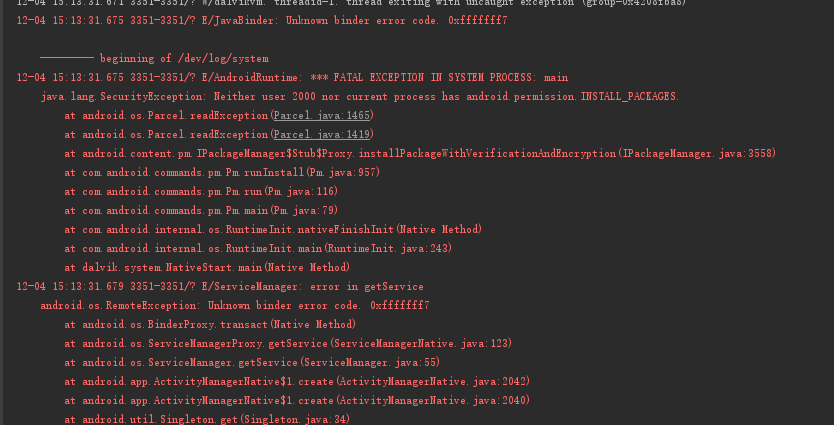 12-04 15:13:31.671 3351-3351/? W/dalvikvm: threadid=1: thread exiting with uncaught exception (group=0x4208fba8)
12-04 15:13:31.675 3351-3351/? E/JavaBinder: Unknown binder error code. 0xfffffff7
--------- beginning of /dev/log/system
12-04 15:13:31.675 3351-3351/? E/AndroidRuntime: *** FATAL EXCEPTION IN SYSTEM PROCESS: main
java.lang.SecurityException: Neither user 2000 nor current process has android.permission.INSTALL_PACKAGES.
at android.os.Parcel.readException(Parcel.java:1465)
at android.os.Parcel.readException(Parcel.java:1419)
at android.content.pm.IPackageManager$Stub$Proxy.installPackageWithVerificationAndEncryption(IPackageManager.java:3558)
at com.android.commands.pm.Pm.runInstall(Pm.java:957)
at com.android.commands.pm.Pm.run(Pm.java:116)
at com.android.commands.pm.Pm.main(Pm.java:79)
at com.android.internal.os.RuntimeInit.nativeFinishInit(Native Method)
at com.android.internal.os.RuntimeInit.main(RuntimeInit.java:243)
at dalvik.system.NativeStart.main(Native Method)
12-04 15:13:31.679 3351-3351/? E/ServiceManager: error in getService
android.os.RemoteException: Unknown binder error code. 0xfffffff7
at android.os.BinderProxy.transact(Native Method)
at android.os.ServiceManagerProxy.getService(ServiceManagerNative.java:123)
at android.os.ServiceManager.getService(ServiceManager.java:55)
at android.app.ActivityManagerNative$1.create(ActivityManagerNative.java:2042)
at android.app.ActivityManagerNative$1.create(ActivityManagerNative.java:2040)
at android.util.Singleton.get(Singleton.java:34)